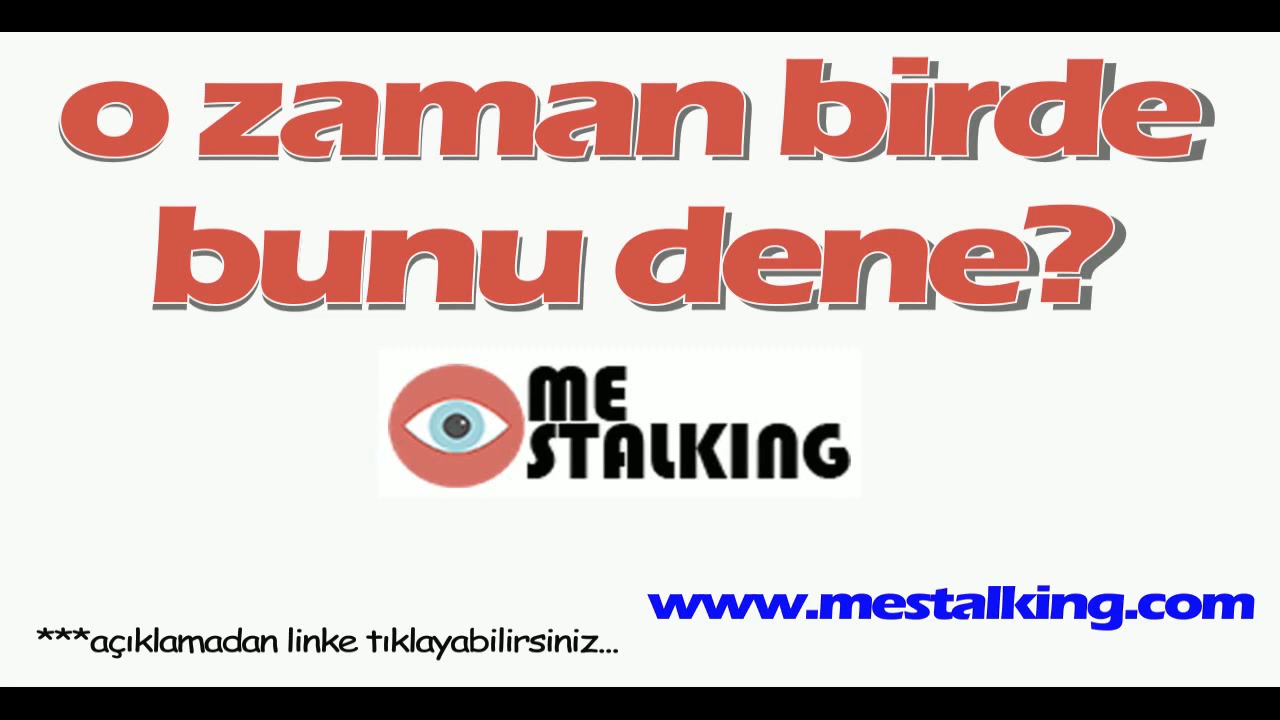 o zaman birde
bunu dene?
ME
STALKING
www.mestalking.com
***açıklamadan linke tıklayabilirsiniz...